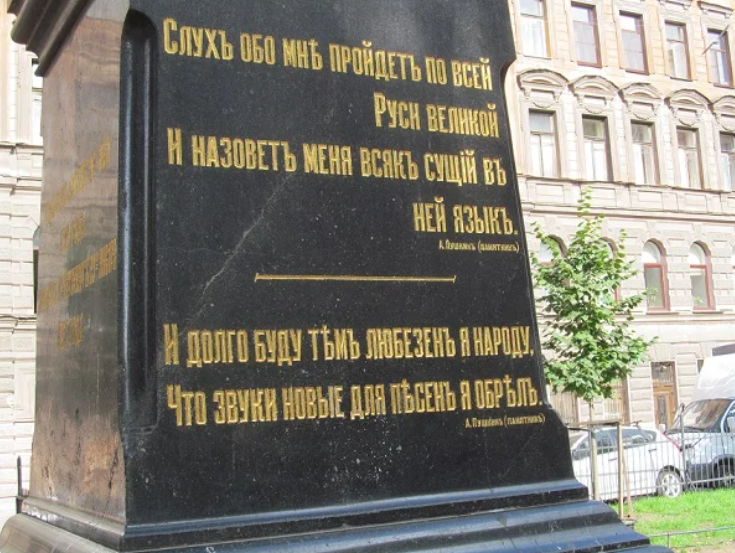 Слухъ обо мнѣ пройдетъ по всей
Руси великой
И назоветъ меня всякъ сущій въ
ней языкъ.
А. Пушкинъ (памятникъ)
И долго буду тѣмъ любезенъ я народу,
Что звуки новые для пѣсенъ я обрѣлъ.
А. Пушкинъ (памятникъ)